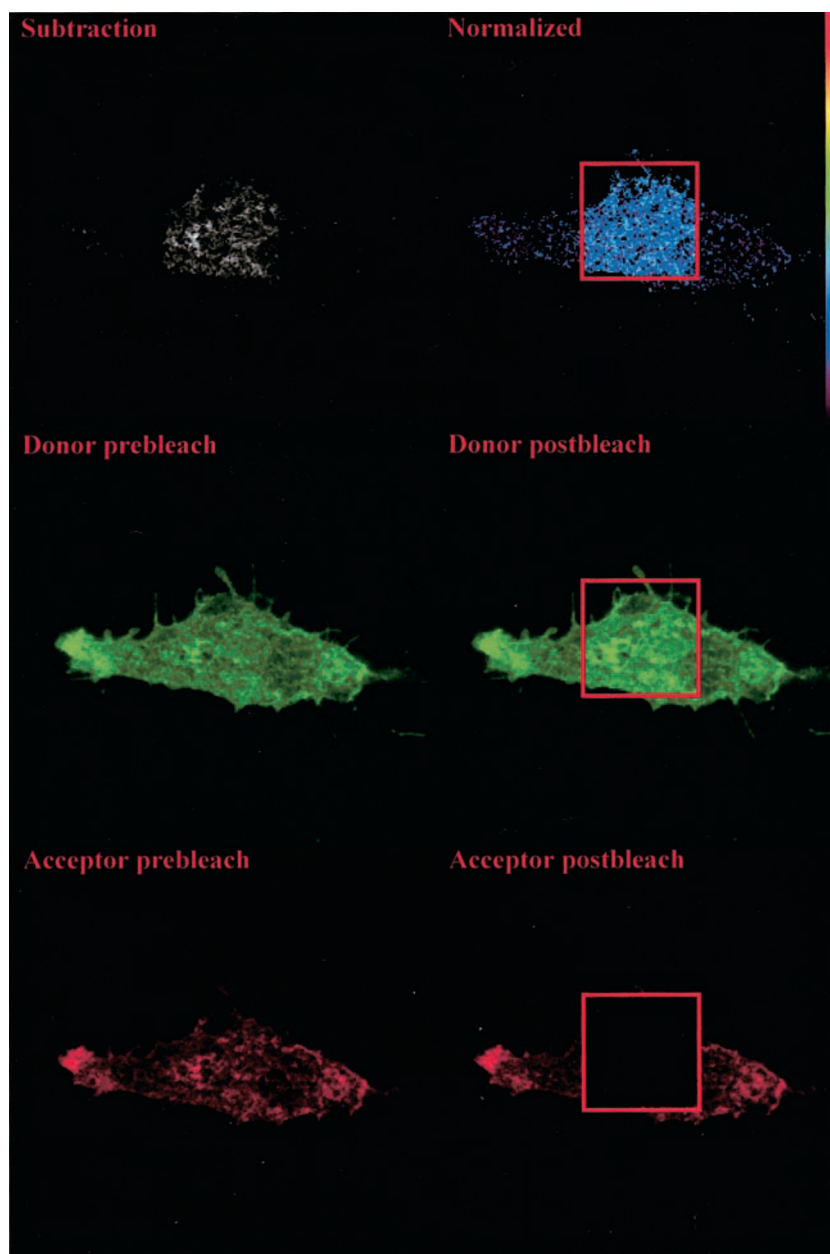 Subtraction
Normalized
Donor prebleach
Donor postbleach
Acceptor prebleach
Acceptor postbleach